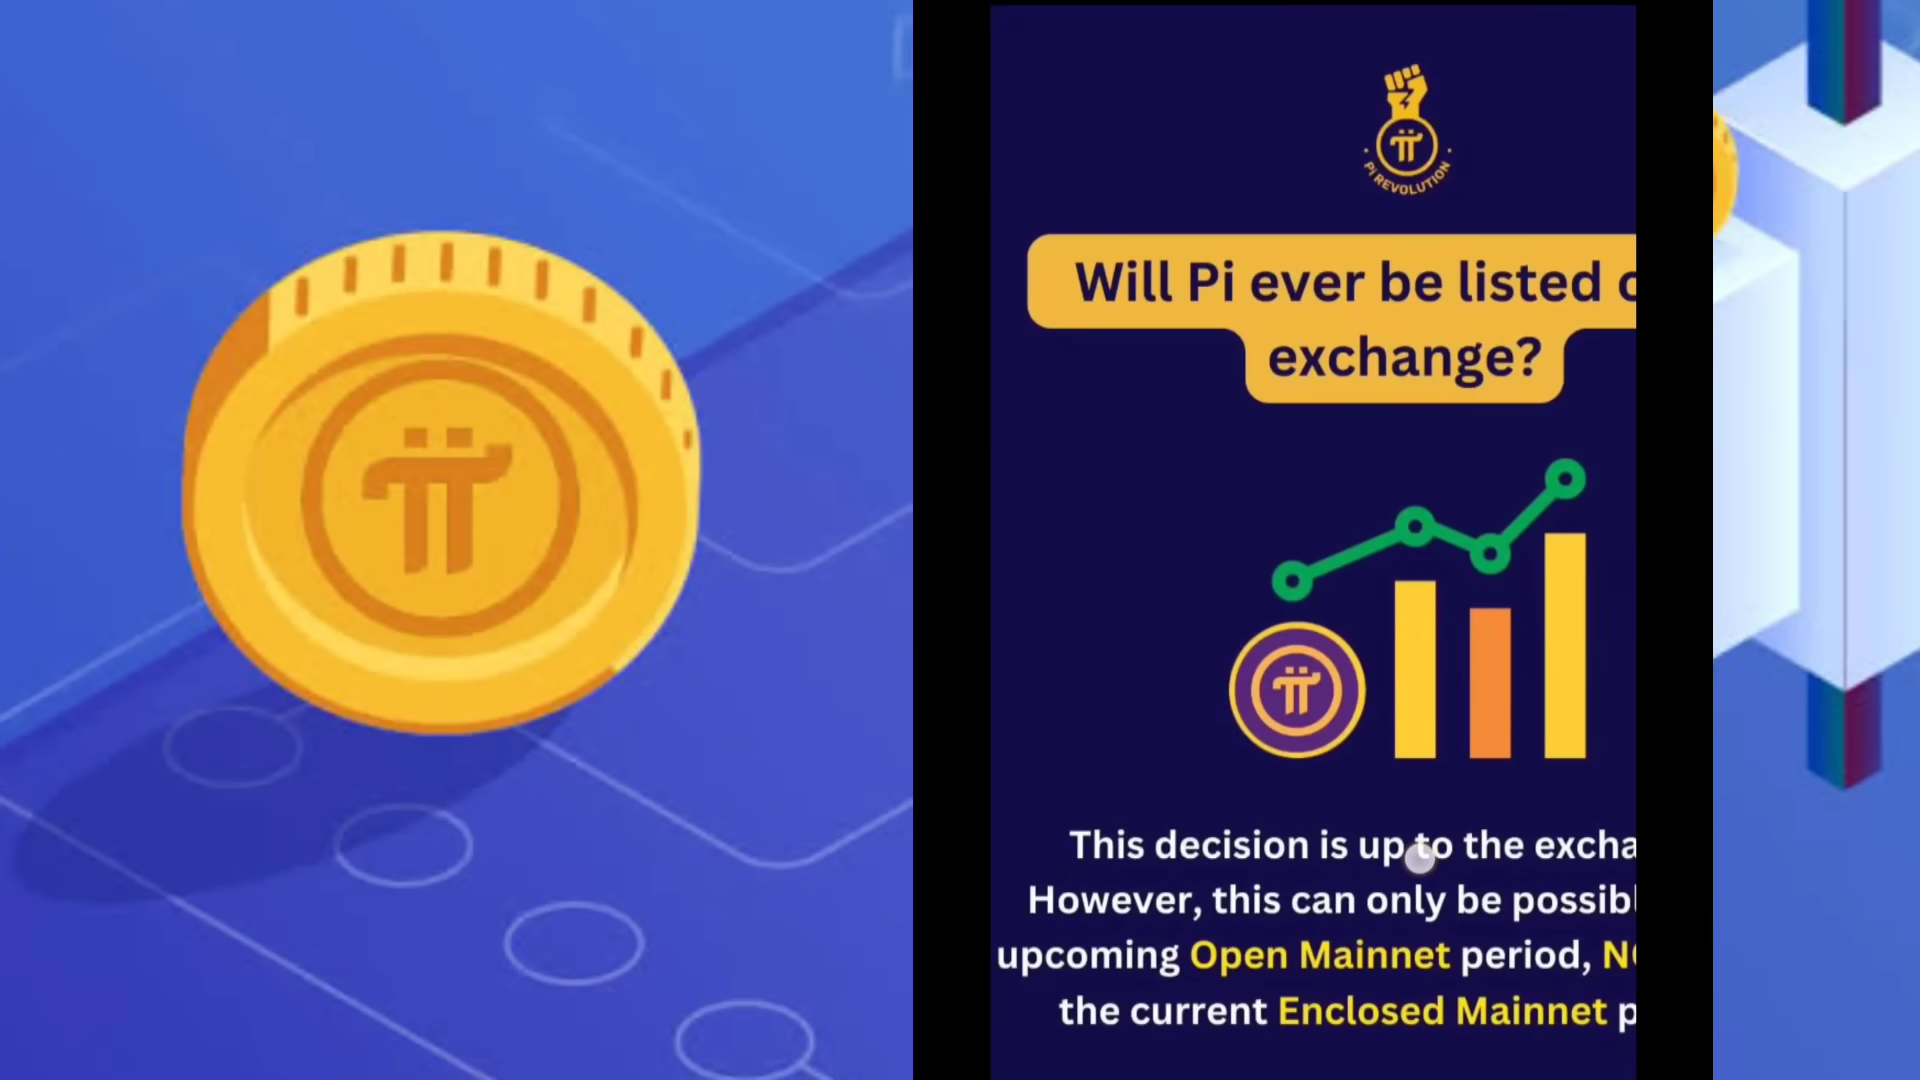 PI REVOLUTION
Will Pi ever be listed
exchange?
This decision is up to the
However, this can only be
upcoming Open Mainnet period,
the current Enclosed Mainnet